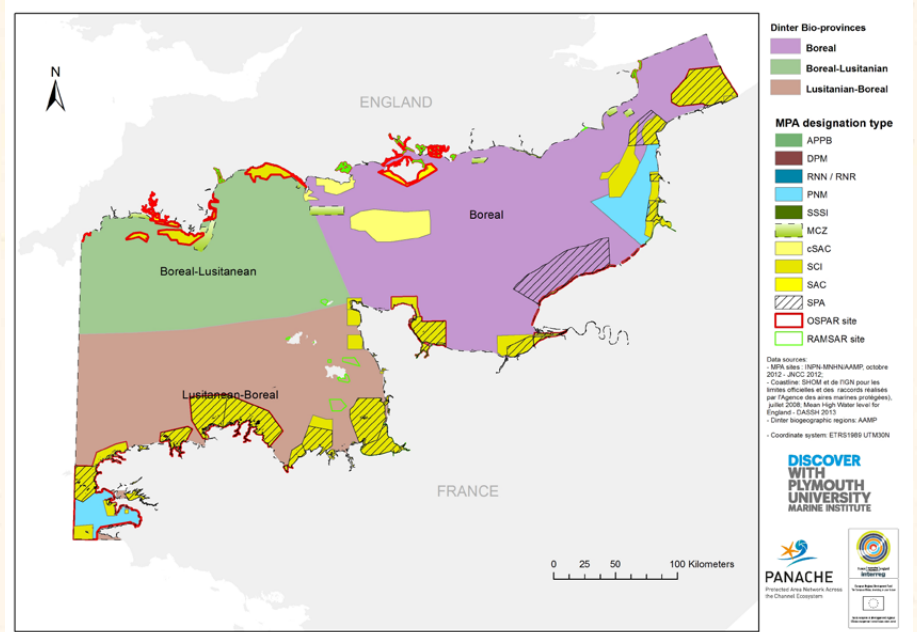 N
ENGLAND
Boreal
Boreal-Lusitanean
Lusitanean-Boreal
FRANCE
0 25 50 100 Kilometers
Dinter Bio-provinces
Boreal
Boreal-Lusitanian
Lusitanian-Boreal
MPA designation type
APPB
DPM
RNN / RNR
PNM
SSSI
MCZ
cSAC
SCI
SAC
SPA
OSPAR site
RAMSAR site
Data sources:
- MPA sites : INPN-MNHN/AAMP, octobre
2012 - JNCC 2012;
- Coastline: SHOM et de l'IGN pour les
limites officielles et des raccords réalisés
par l'Agence des aires marines protégées),
juillet 2008; Mean High Water level for
England - DASSH 2013
- Dinter biogeographic regions: AAMP
- Coordinate system: ETRS1989 UTM30N
DISCOVER
WITH
PLYMOUTH
UNIVERSITY
MARINE INSTITUTE
PANACHE
Protected Area Network Across
the Channel Ecosystem
interreg